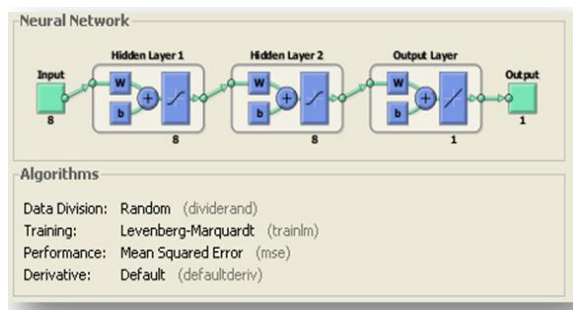 Neural Network
Hidden Layer 1 Hidden Layer 2 Output Layer
Input Output
W W W
+ + +
b b b
8 1
8 8 1
Algorithms
Data Division: Random (dividerand)
Training: Levenberg-Marquardt (trainlm)
Performance: Mean Squared Error (mse)
Derivative: Default (defaultderiv)